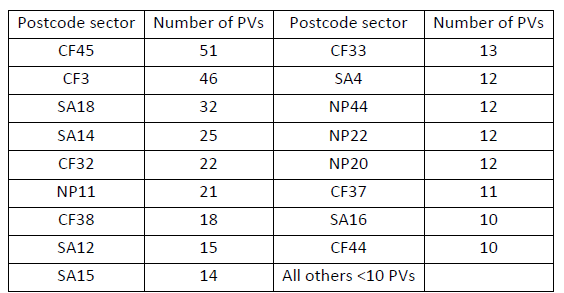 Postcode sector Number of PVs Postcode sector Number of PVs
CF45 51 CF33 13
CF3 46 SA4 12
SA18 32 NP44 12
SA14 25 NP22 12
CF32 22 NP20 12
NP11 21 CF37 11
CF38 18 SA16 10
SA12 15 CF44 10
SA15 14 All others <10 PVs